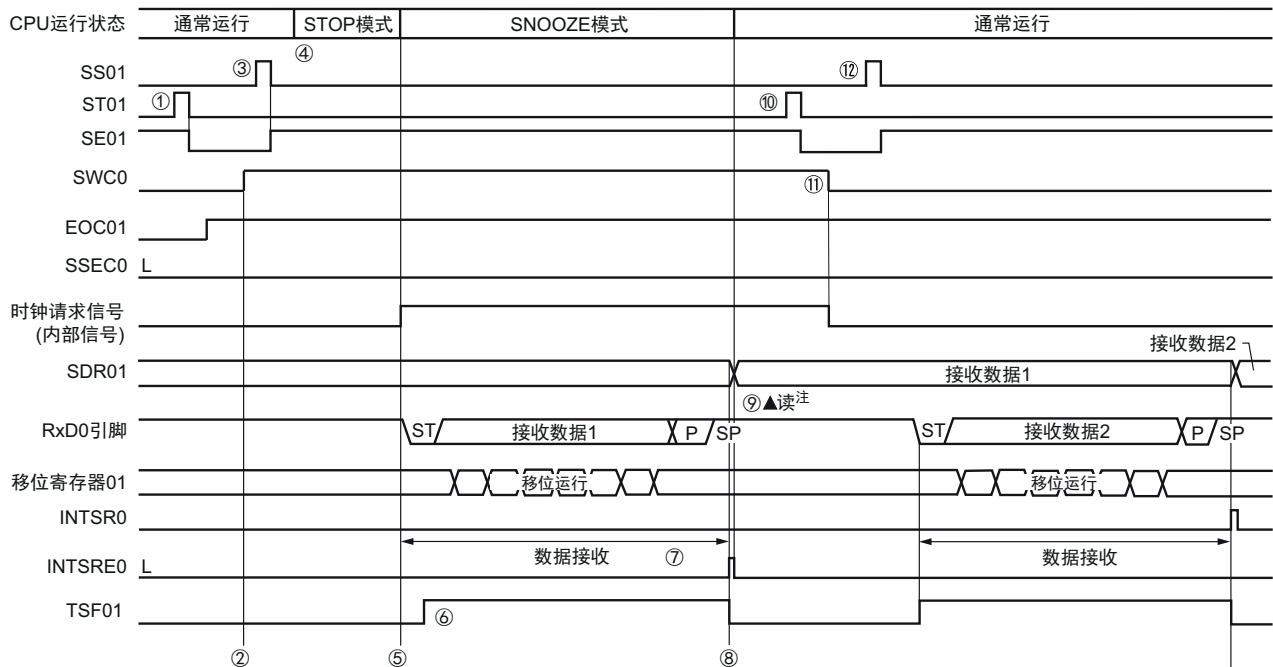 CPU运行状态 通常运行 STOP模式 SNOOZE模式 通常运行
④
SS01 ③ ⑫
ST01 ① ⑩
SE01
SWC0 ⑪
EOC01
SSEC0 L
时钟请求信号
(内部信号)
接收数据2
SDR01 接收数据1
⑨▲读注
RxD0引脚 ST 接收数据1 P SP ST 接收数据2 P SP
移位寄存器01 移位运行 移位运行
INTSR0
数据接收 ⑦ 数据接收
INTSRE0 L
TSF01 ⑥
② ⑤ ⑧